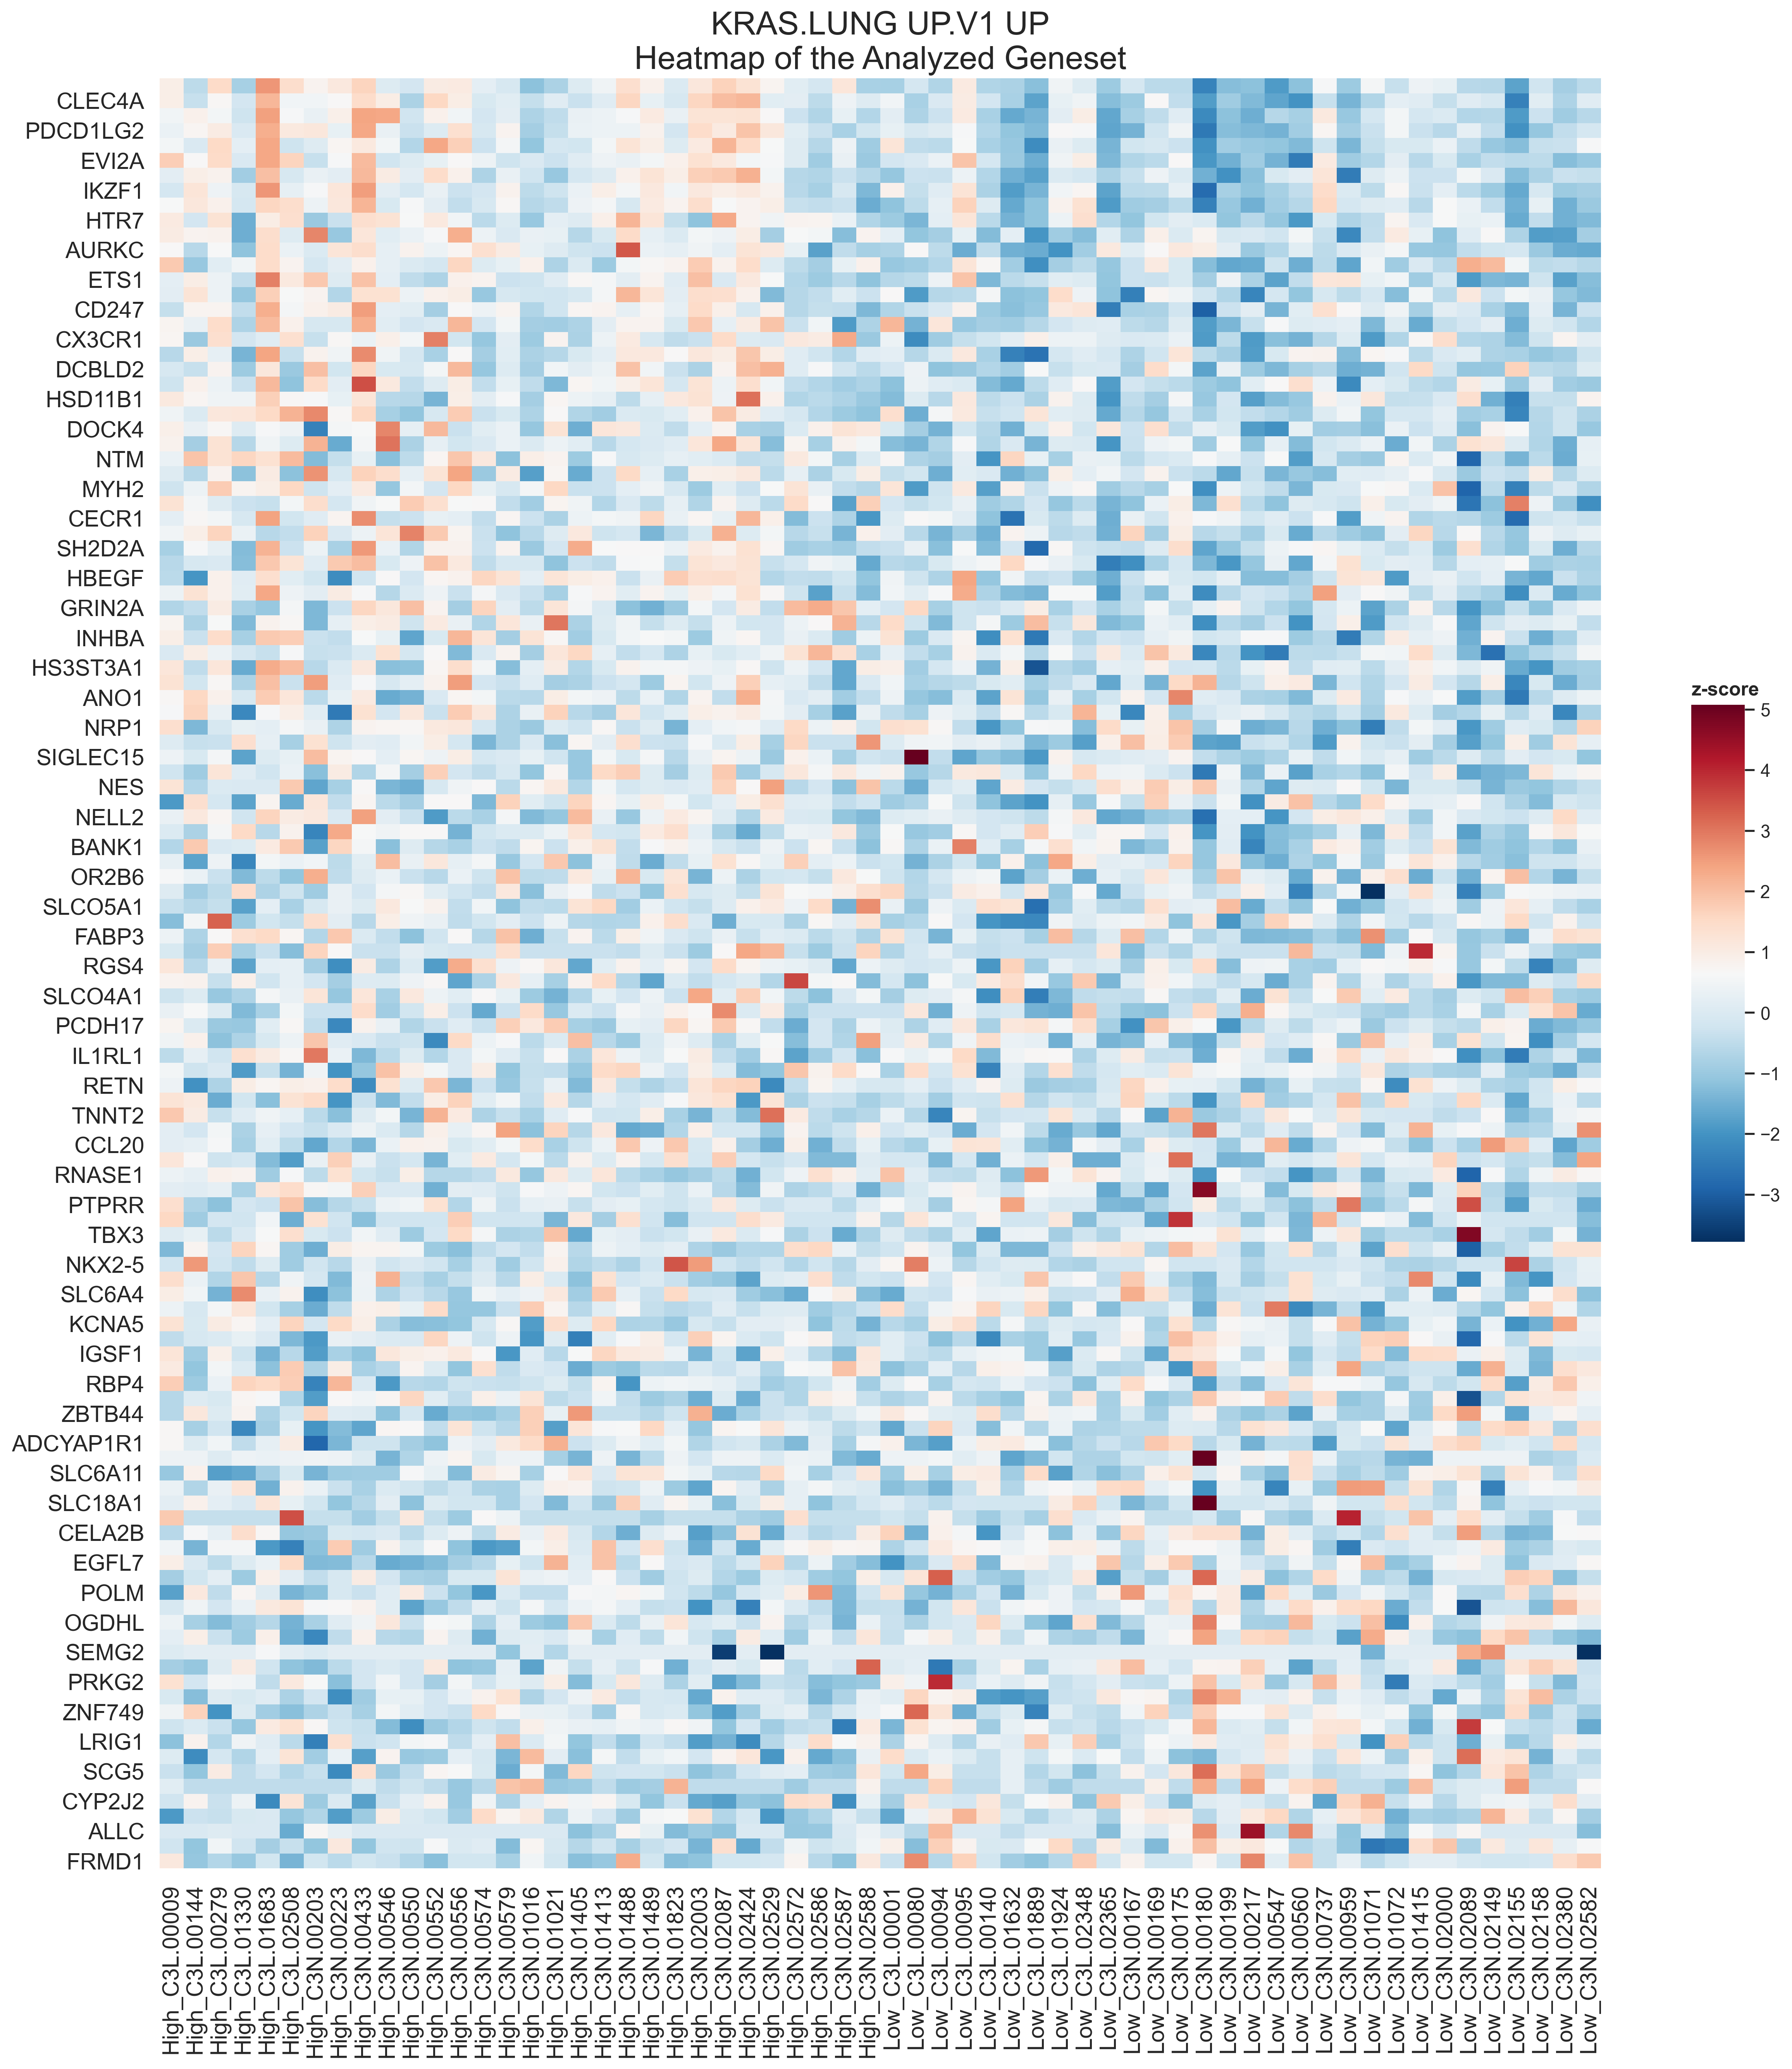 KRAS.LUNG UP.V1 UP
Heatmap of the Analyzed Geneset
CLEC4A
PDCD1LG2
EVI2A
IKZF1
HTR7
AURKC
ETS1
CD247
CX3CR1
DCBLD2
HSD11B1
DOCK4
NTM
MYH2
CECR1
SH2D2A
HBEGF
GRIN2A
INHBA
HS3ST3A1
ANO1
NRP1
SIGLEC15
NES
NELL2
BANK1
OR2B6
SLCO5A1
FABP3
RGS4
SLCO4A1
PCDH17
IL1RL1
RETN
TNNT2
CCL20
RNASE1
PTPRR
TBX3
NKX2-5
SLC6A4
KCNA5
IGSF1
RBP4
ZBTB44
ADCYAP1R1
SLC6A11
SLC18A1
CELA2B
EGFL7
POLM
OGDHL
SEMG2
PRKG2
ZNF749
LRIG1
SCG5
CYP2J2
ALLC
FRMD1
High_C3L.00009
High_C3L.00144
High_C3L.00279
High_C3L.01330
High_C3L.01683
High_C3L.02508
High_C3N.00203
High_C3N.00223
High_C3N.00433
High_C3N.00546
High_C3N.00550
High_C3N.00552
High_C3N.00556
High_C3N.00574
High_C3N.00579
High_C3N.01016
High_C3N.01021
High_C3N.01405
High_C3N.01413
High_C3N.01488
High_C3N.01489
High_C3N.01823
High_C3N.02003
High_C3N.02087
High_C3N.02424
High_C3N.02529
High_C3N.02572
High_C3N.02586
High_C3N.02587
High_C3N.02588
Low_C3L.00001
Low_C3L.00080
Low_C3L.00094
Low_C3L.00095
Low_C3L.00140
Low_C3L.01632
Low_C3L.01889
Low_C3L.01924
Low_C3L.02348
Low_C3L.02365
Low_C3N.00167
Low_C3N.00169
Low_C3N.00175
Low_C3N.00180
Low_C3N.00199
Low_C3N.00217
Low_C3N.00547
Low_C3N.00560
Low_C3N.00737
Low_C3N.00959
Low_C3N.01071
Low_C3N.01072
Low_C3N.01415
Low_C3N.02000
Low_C3N.02089
Low_C3N.02149
Low_C3N.02155
Low_C3N.02158
Low_C3N.02380
Low_C3N.02582
z-score
5
4
3
2
1
0
−1
−2
−3